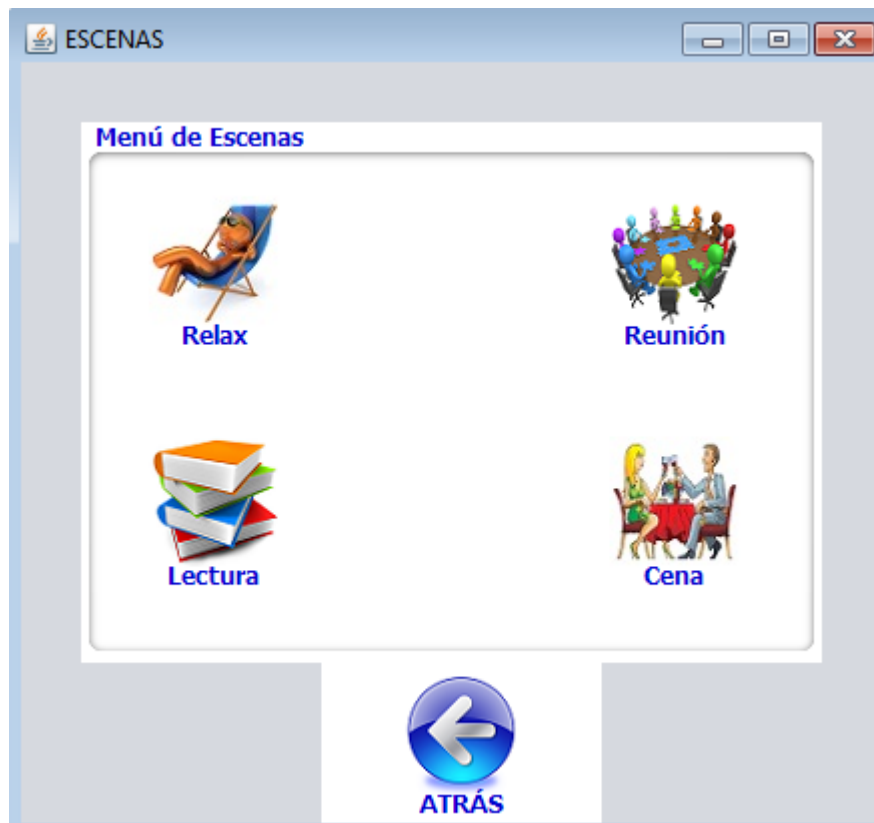 ESCENAS
Menú de Escenas
Relax
Reunión
Lectura
Cena
ATRÁS